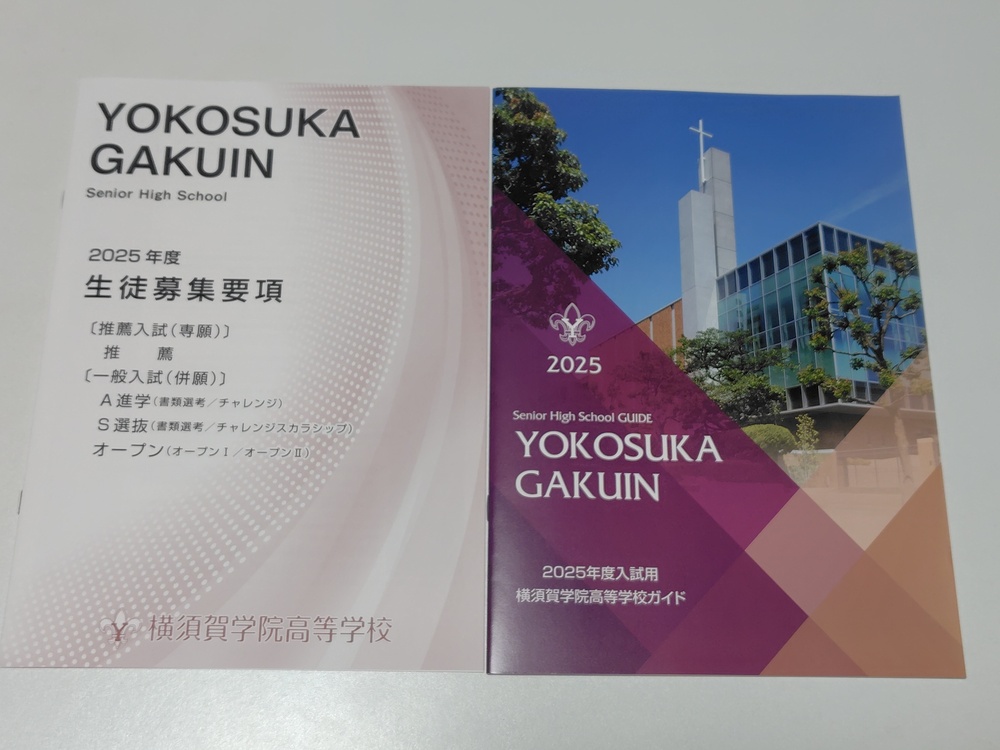 YOKOSUKA
GAKUIN
Senior High School
2025年度
生徒募集要項
〔推薦入試(専願)〕
推　薦
〔一般入試(併願)〕
A進学(書類選考／チャレンジ)
S選抜(書類選考／チャレンジスカラシップ)
オープン(オープンⅠ／オープンⅡ)
横須賀学院高等学校
2025
Senior High School GUIDE
YOKOSUKA
GAKUIN
2025年度入試用
横須賀学院高等学校ガイド